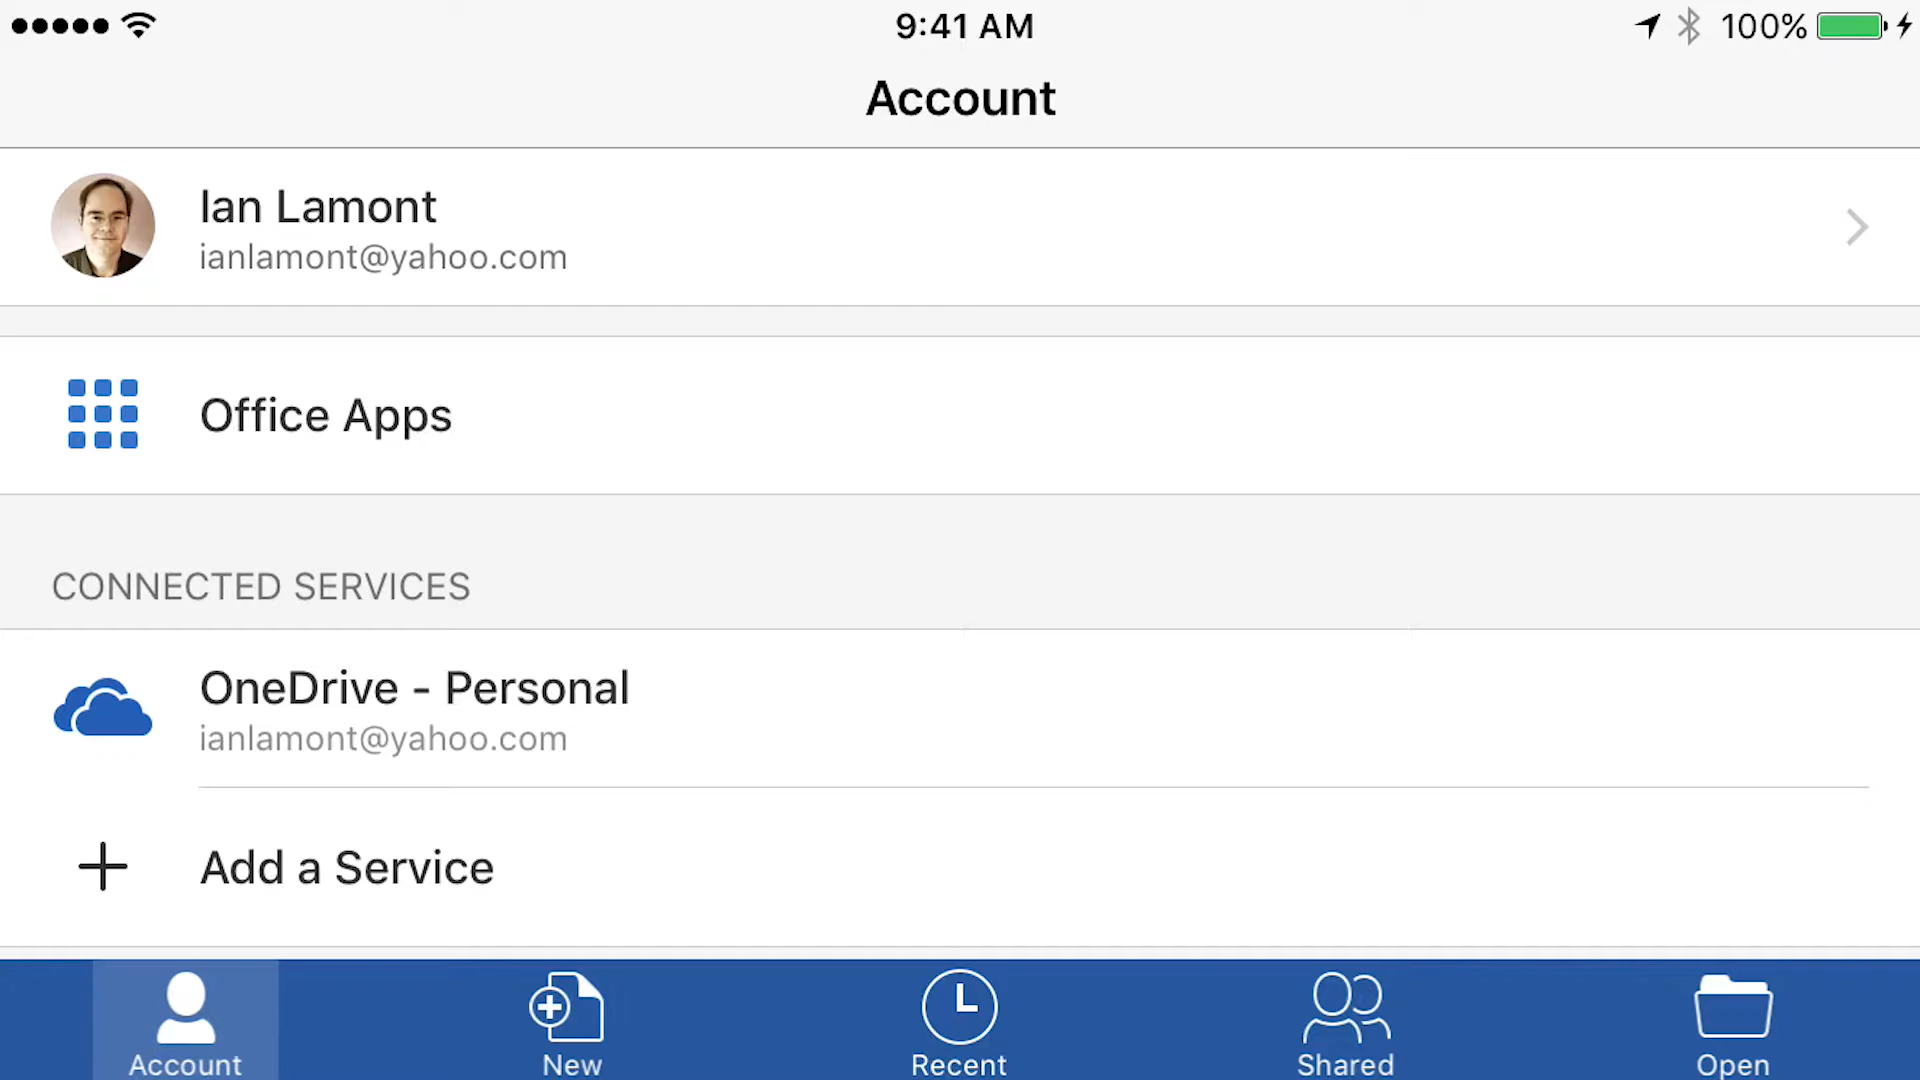 9:41 AM
100%
Account
Ian Lamont
ianlamont@yahoo.com
Office Apps
CONNECTED SERVICES
OneDrive - Personal
ianlamont@yahoo.com
Add a Service
Account
New
Recent
Shared
Open